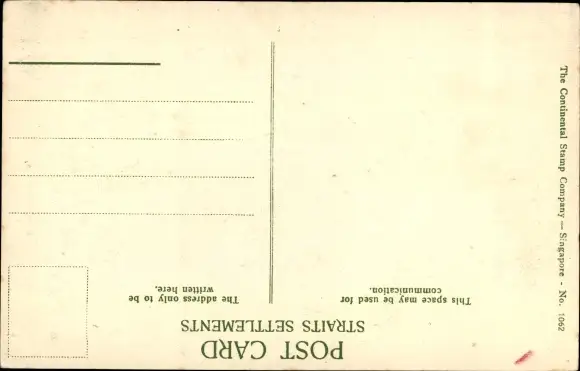 POST CARD
STRAITS SETTLEMENTS
This space may be used for
communication.
The address only to be
written here.
The Continental Stamp Company — Singapore - No. 1062